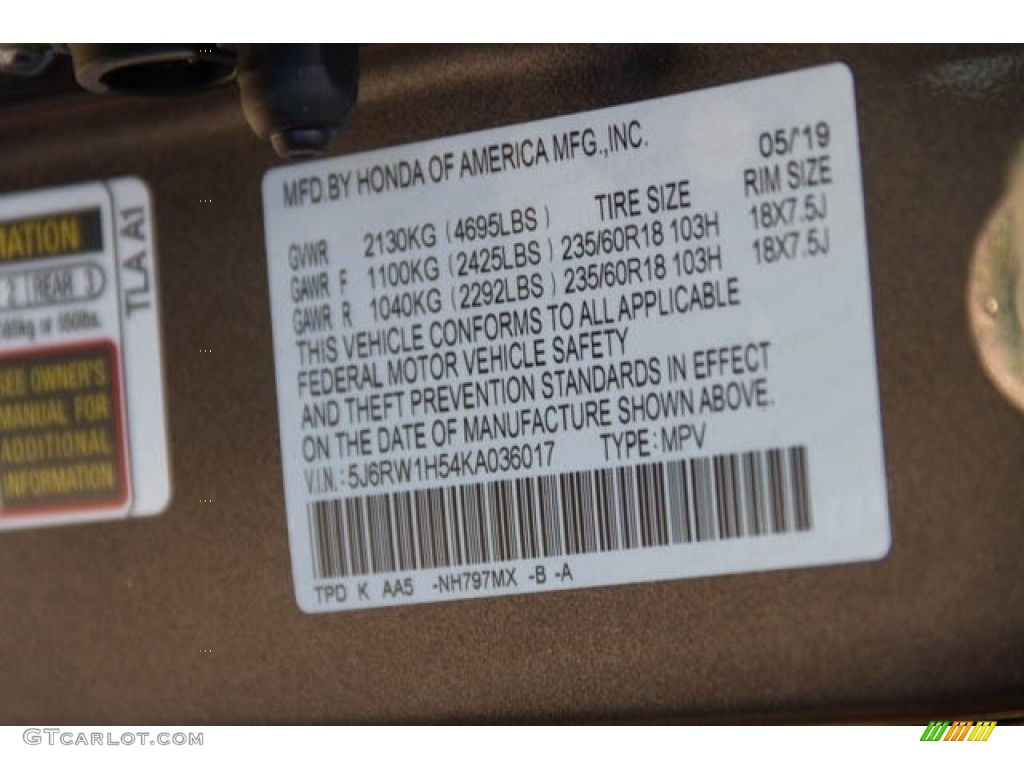 MFD.BY HONDA OF AMERICA MFG.,INC. 05/'19
TIRE SIZE RIM SIZE
GVWR 2130KG (4695LBS)
GAWR F 1100KG (2425LBS) 235/60R18 103H 18X7.5J
GAWR R 1040KG (2292LBS) 235/60R18 103H 18X7.5J
THIS VEHICLE CONFORMS TO ALL APPLICABLE
FEDERAL MOTOR VEHICLE SAFETY
AND THEFT PREVENTION STANDARDS IN EFFECT
ON THE DATE OF MANUFACTURE SHOWN ABOVE.
V.I.N.: 5J6RW1H54KA036017 TYPE: MPV
TPD K AA5 -NH797MX -B -A
MATION
2 REAR 3
or 850lbs.
SEE OWNER'S
MANUAL FOR
ADDITIONAL
INFORMATION
TLA A1
GTCARLOT.COM